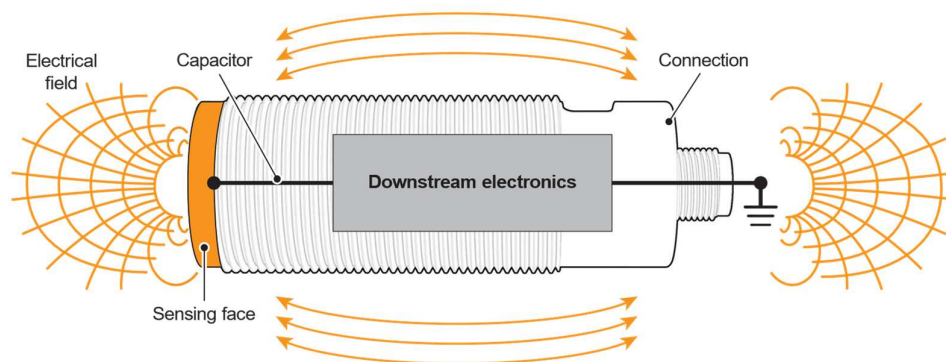 Electrical
field
Capacitor
Connection
Downstream electronics
Sensing face